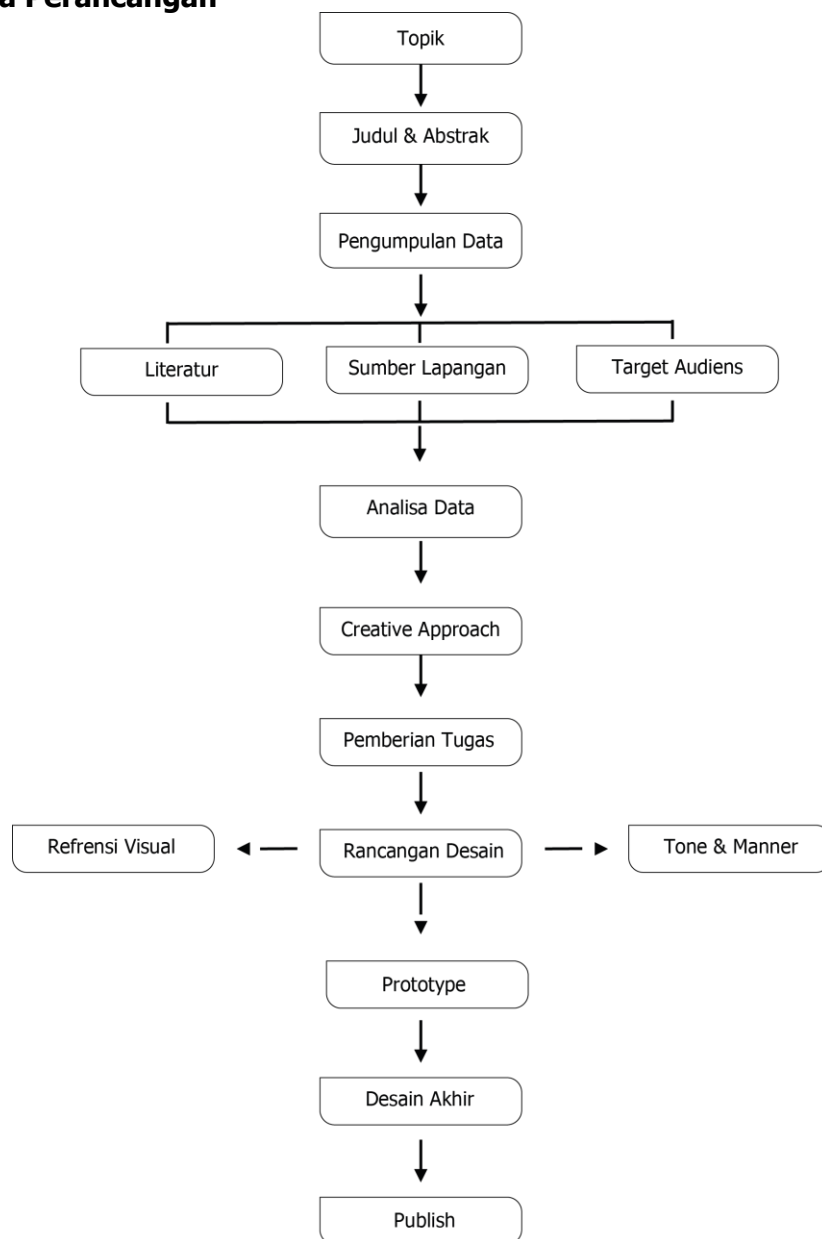 a Perancangan
Topik
Judul & Abstrak
Pengumpulan Data
Literatur
Sumber Lapangan
Target Audiens
Analisa Data
Creative Approach
Pemberian Tugas
Refrensi Visual
Rancangan Desain
Tone & Manner
Prototype
Desain Akhir
Publish